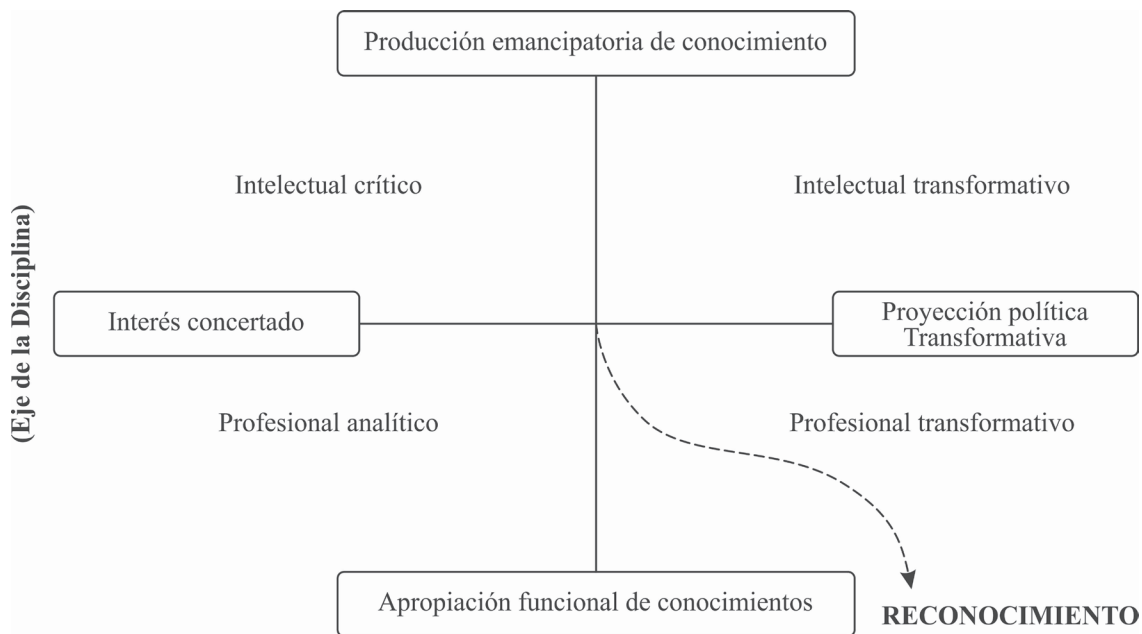 Producción emancipatoria de conocimiento
Intelectual crítico
Intelectual transformativo
(Eje de la Disciplina)
Interés concertado
Proyección política
Transformativa
Profesional analítico
Profesional transformativo
Apropiación funcional de conocimientos
RECONOCIMIENTO